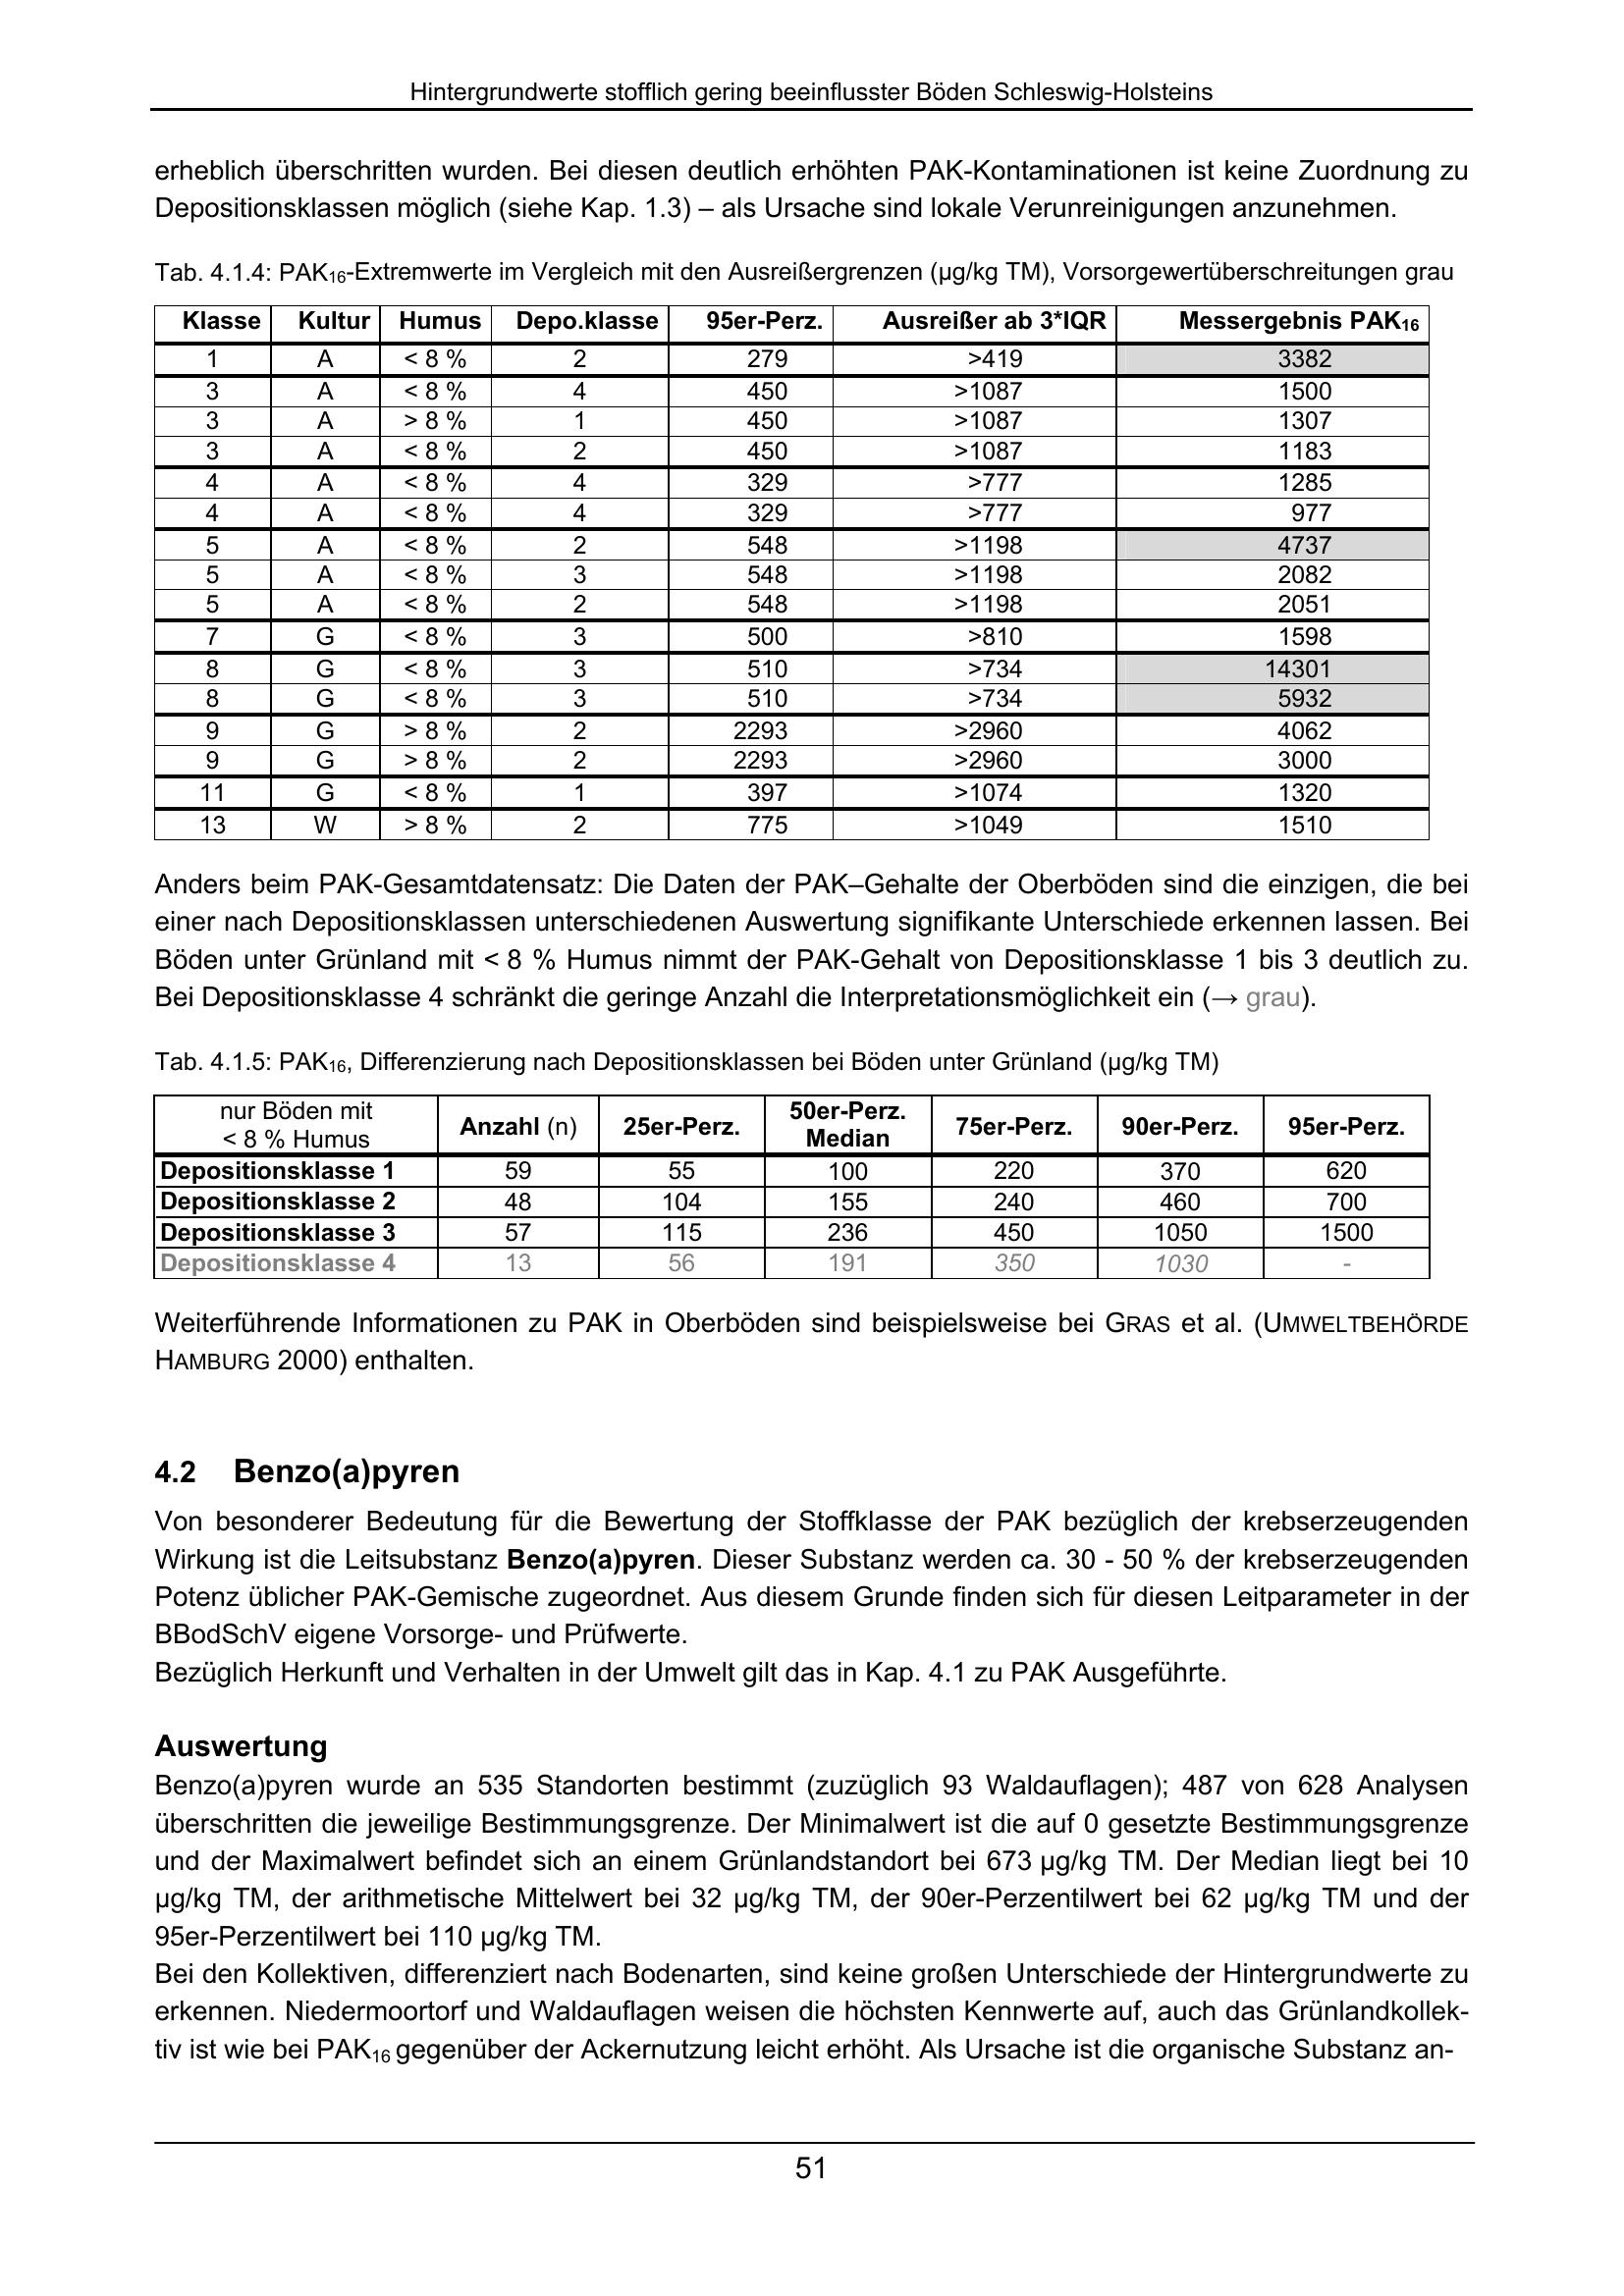 Hintergrundwerte stofflich gering beeinflusster Böden Schleswig-Holsteins
erheblich überschritten wurden. Bei diesen deutlich erhöhten PAK-Kontaminationen ist keine Zuordnung zu
Depositionsklassen möglich (siehe Kap. 1.3) – als Ursache sind lokale Verunreinigungen anzunehmen.
Tab. 4.1.4: PAK16-Extremwerte im Vergleich mit den Ausreißergrenzen (µg/kg TM), Vorsorgewertüberschreitungen grau
Klasse Kultur Humus Depo.klasse 95er-Perz. Ausreißer ab 3*IQR Messergebnis PAK16
1 A < 8 % 2 279 >419 3382
3 A < 8 % 4 450 >1087 1500
3 A > 8 % 1 450 >1087 1307
3 A < 8 % 2 450 >1087 1183
4 A < 8 % 4 329 >777 1285
4 A < 8 % 4 329 >777 977
5 A < 8 % 2 548 >1198 4737
5 A < 8 % 3 548 >1198 2082
5 A < 8 % 2 548 >1198 2051
7 G < 8 % 3 500 >810 1598
8 G < 8 % 3 510 >734 14301
8 G < 8 % 3 510 >734 5932
9 G > 8 % 2 2293 >2960 4062
9 G > 8 % 2 2293 >2960 3000
11 G < 8 % 1 397 >1074 1320
13 W > 8 % 2 775 >1049 1510
Anders beim PAK-Gesamtdatensatz: Die Daten der PAK–Gehalte der Oberböden sind die einzigen, die bei
einer nach Depositionsklassen unterschiedenen Auswertung signifikante Unterschiede erkennen lassen. Bei
Böden unter Grünland mit < 8 % Humus nimmt der PAK-Gehalt von Depositionsklasse 1 bis 3 deutlich zu.
Bei Depositionsklasse 4 schränkt die geringe Anzahl die Interpretationsmöglichkeit ein (→ grau).
Tab. 4.1.5: PAK16, Differenzierung nach Depositionsklassen bei Böden unter Grünland (µg/kg TM)
nur Böden mit
< 8 % Humus Anzahl (n) 25er-Perz. 50er-Perz. Median 75er-Perz. 90er-Perz. 95er-Perz.
Depositionsklasse 1 59 55 100 220 370 620
Depositionsklasse 2 48 104 155 240 460 700
Depositionsklasse 3 57 115 236 450 1050 1500
Depositionsklasse 4 13 56 191 350 1030 -
Weiterführende Informationen zu PAK in Oberböden sind beispielsweise bei GRAS et al. (UMWELTBEHÖRDE
HAMBURG 2000) enthalten.
4.2 Benzo(a)pyren
Von besonderer Bedeutung für die Bewertung der Stoffklasse der PAK bezüglich der krebserzeugenden
Wirkung ist die Leitsubstanz Benzo(a)pyren. Dieser Substanz werden ca. 30 - 50 % der krebserzeugenden
Potenz üblicher PAK-Gemische zugeordnet. Aus diesem Grunde finden sich für diesen Leitparameter in der
BBodSchV eigene Vorsorge- und Prüfwerte.
Bezüglich Herkunft und Verhalten in der Umwelt gilt das in Kap. 4.1 zu PAK Ausgeführte.
Auswertung
Benzo(a)pyren wurde an 535 Standorten bestimmt (zuzüglich 93 Waldauflagen); 487 von 628 Analysen
überschritten die jeweilige Bestimmungsgrenze. Der Minimalwert ist die auf 0 gesetzte Bestimmungsgrenze
und der Maximalwert befindet sich an einem Grünlandstandort bei 673 µg/kg TM. Der Median liegt bei 10
µg/kg TM, der arithmetische Mittelwert bei 32 µg/kg TM, der 90er-Perzentilwert bei 62 µg/kg TM und der
95er-Perzentilwert bei 110 µg/kg TM.
Bei den Kollektiven, differenziert nach Bodenarten, sind keine großen Unterschiede der Hintergrundwerte zu
erkennen. Niedermoortorf und Waldauflagen weisen die höchsten Kennwerte auf, auch das Grünlandkollek-
tiv ist wie bei PAK16 gegenüber der Ackernutzung leicht erhöht. Als Ursache ist die organische Substanz an-
51